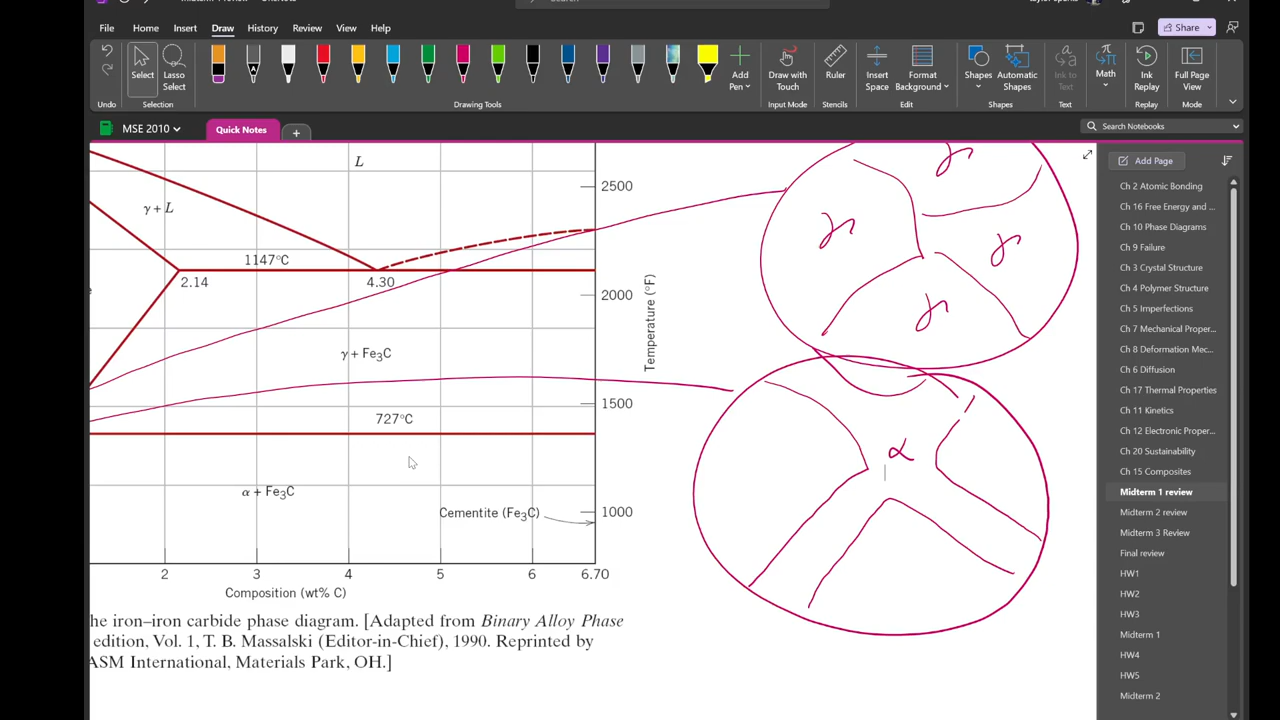 File Home Insert Draw History Review View Help
Share
Select
Lasso Select
Add Pen
Draw with Touch
Ruler
Insert Space
Format Background
Shapes
Automatic Shapes
Ink to Text
Math
Ink Replay
Full Page View
Undo
Selection
Drawing Tools
Input Mode
Stencils
Edit
Shapes
Text
Math
Replay
Mode
MSE 2010
Quick Notes
+
Search Notebooks
Add Page
L
γ + L
1147°C
2.14
4.30
γ + Fe3C
727°C
α + Fe3C
Cementite (Fe3C)
2500
2000
1500
1000
Temperature (°F)
2 3 4 5 6 6.70
Composition (wt% C)
he iron–iron carbide phase diagram. [Adapted from Binary Alloy Phase
edition, Vol. 1, T. B. Massalski (Editor-in-Chief), 1990. Reprinted by
ASM International, Materials Park, OH.]
γ
γ
γ
γ
α
Ch 2 Atomic Bonding
Ch 16 Free Energy and ...
Ch 10 Phase Diagrams
Ch 9 Failure
Ch 3 Crystal Structure
Ch 4 Polymer Structure
Ch 5 Imperfections
Ch 7 Mechanical Proper...
Ch 8 Deformation Mec...
Ch 6 Diffusion
Ch 17 Thermal Properties
Ch 11 Kinetics
Ch 12 Electronic Proper...
Ch 20 Sustainability
Ch 15 Composites
Midterm 1 review
Midterm 2 review
Midterm 3 Review
Final review
HW1
HW2
HW3
Midterm 1
HW4
HW5
Midterm 2